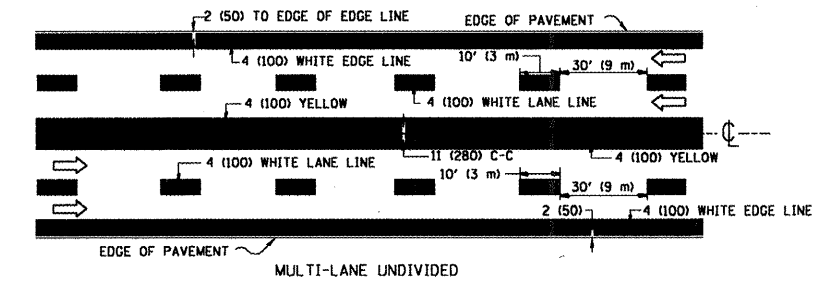 2 (50) TO EDGE OF EDGE LINE
EDGE OF PAVEMENT
4 (100) WHITE EDGE LINE
10' (3 m)
30' (9 m)
4 (100) YELLOW
4 (100) WHITE LANE LINE
4 (100) WHITE LANE LINE
11 (280) C-C
4 (100) YELLOW
10' (3 m)
30' (9 m)
2 (50)
4 (100) WHITE EDGE LINE
EDGE OF PAVEMENT
MULTI-LANE UNDIVIDED